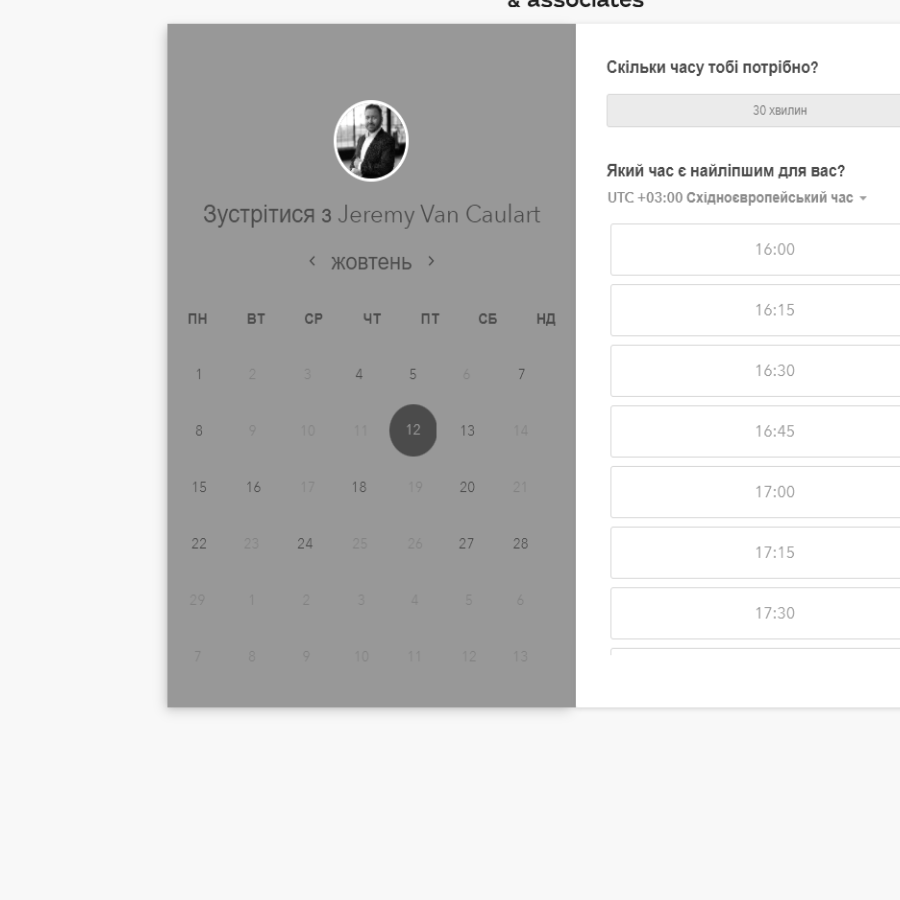 & associates
Зустрітися з Jeremy Van Caulart
‹ жовтень ›
ПН ВТ СР ЧТ ПТ СБ НД
1 2 3 4 5 6 7
8 9 10 11 12 13 14
15 16 17 18 19 20 21
22 23 24 25 26 27 28
29 1 2 3 4 5 6
7 8 9 10 11 12 13
Скільки часу тобі потрібно?
30 хвилин
Який час є найліпшим для вас?
UTC +03:00 Східноєвропейський час
16:00
16:15
16:30
16:45
17:00
17:15
17:30